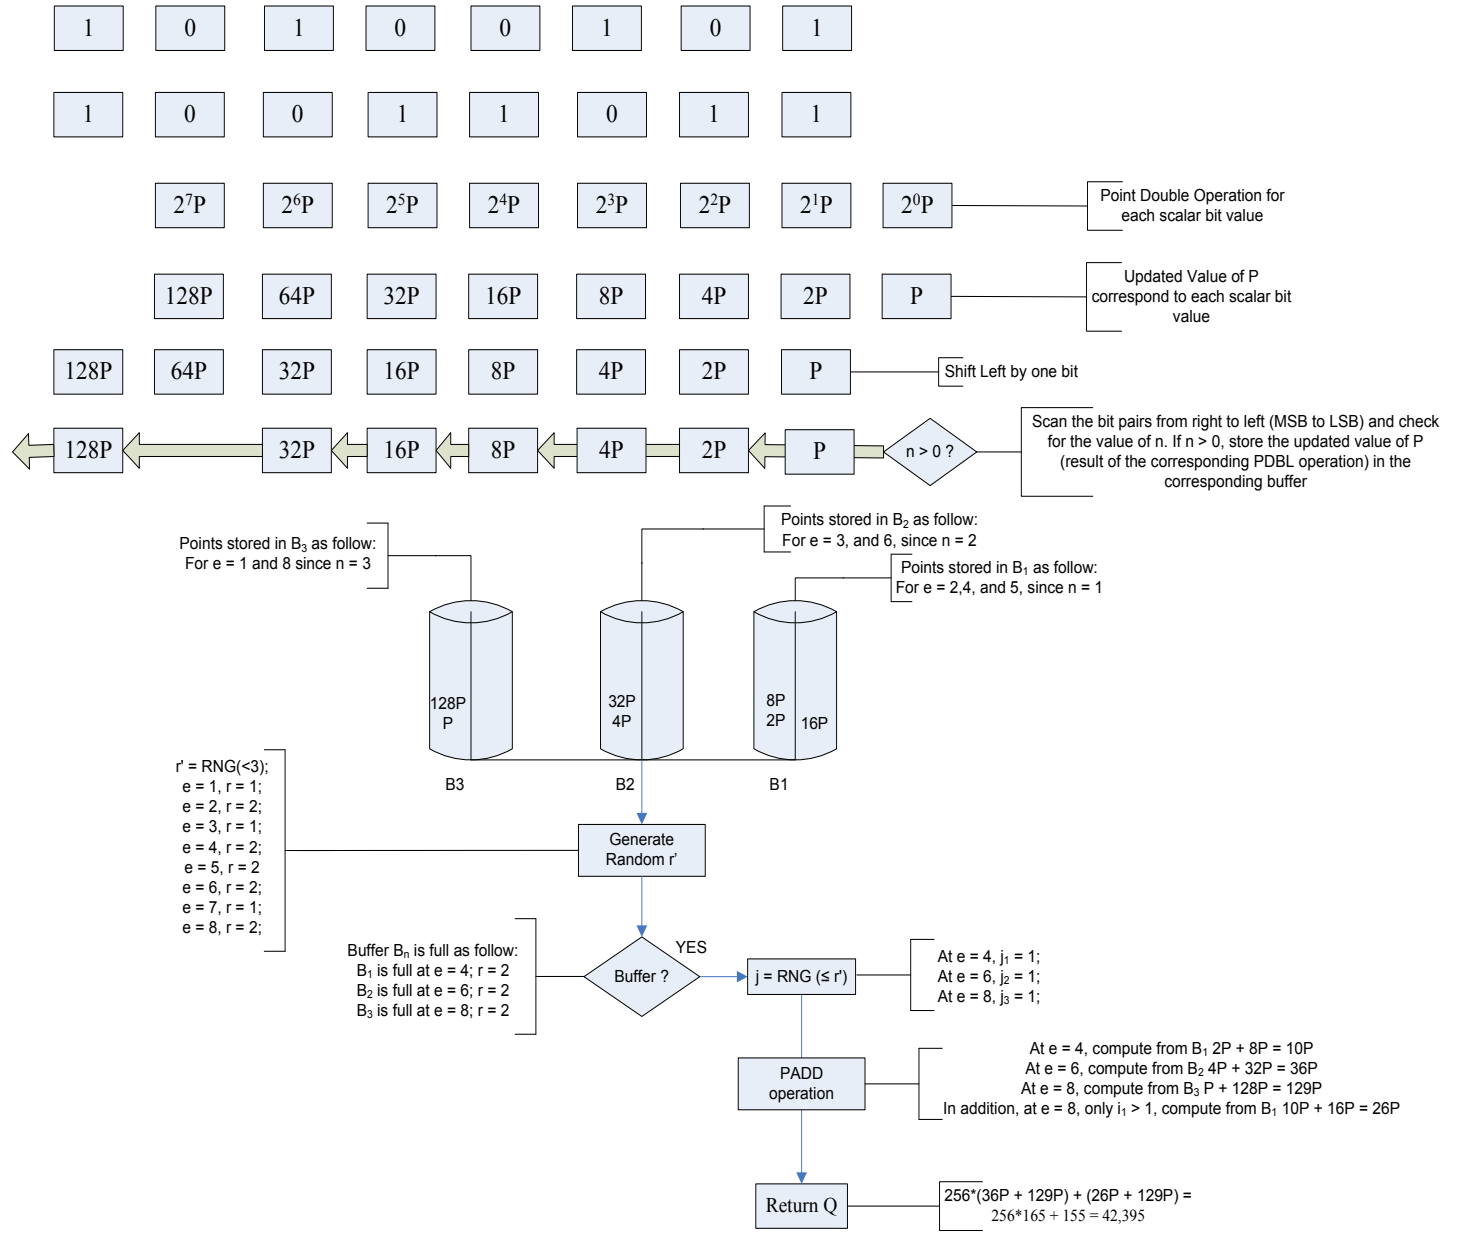 1 0 1 0 0 1 0 1
1 0 0 1 1 0 1 1
2⁷P 2⁶P 2⁵P 2⁴P 2³P 2²P 2¹P 2⁰P
Point Double Operation for
each scalar bit value
128P 64P 32P 16P 8P 4P 2P P
Updated Value of P
correspond to each scalar bit
value
128P 64P 32P 16P 8P 4P 2P P
Shift Left by one bit
128P 32P 16P 8P 4P 2P P
n > 0 ?
Scan the bit pairs from right to left (MSB to LSB) and check
for the value of n. If n > 0, store the updated value of P
(result of the corresponding PDBL operation) in the
corresponding buffer
Points stored in B₃ as follow:
For e = 1 and 8 since n = 3
Points stored in B₂ as follow:
For e = 3, and 6, since n = 2
Points stored in B₁ as follow:
For e = 2,4, and 5, since n = 1
128P
P
32P
4P
8P
2P
16P
B3
B2
B1
r' = RNG(<3);
e = 1, r = 1;
e = 2, r = 2;
e = 3, r = 1;
e = 4, r = 2;
e = 5, r = 2
e = 6, r = 2;
e = 7, r = 1;
e = 8, r = 2;
Generate
Random r’
Buffer Bₙ is full as follow:
B₁ is full at e = 4; r = 2
B₂ is full at e = 6; r = 2
B₃ is full at e = 8; r = 2
Buffer ?
YES
j = RNG (≤ r')
At e = 4, j₁ = 1;
At e = 6, j₂ = 1;
At e = 8, j₃ = 1;
PADD
operation
At e = 4, compute from B₁ 2P + 8P = 10P
At e = 6, compute from B₂ 4P + 32P = 36P
At e = 8, compute from B₃ P + 128P = 129P
In addition, at e = 8, only i₁ > 1, compute from B₁ 10P + 16P = 26P
Return Q
256*(36P + 129P) + (26P + 129P) =
256*165 + 155 = 42,395